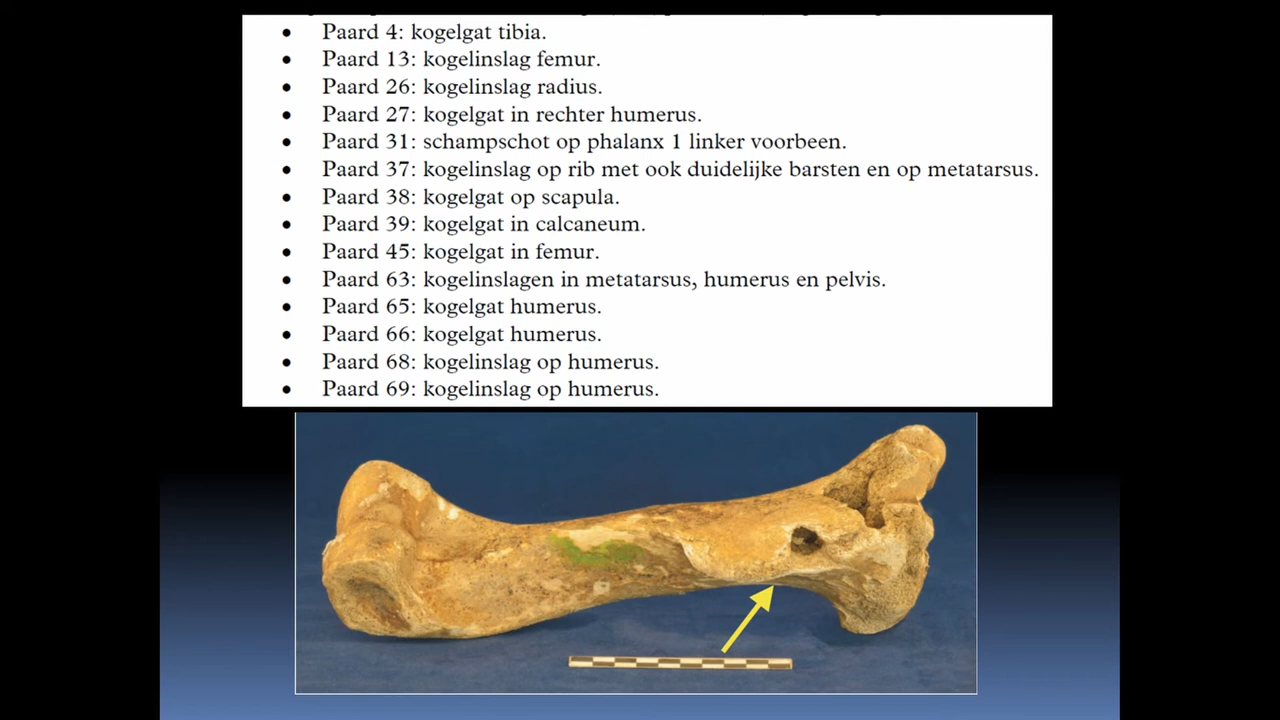 • Paard 4: kogelgat tibia.
• Paard 13: kogelinslag femur.
• Paard 26: kogelinslag radius.
• Paard 27: kogelgat in rechter humerus.
• Paard 31: schampschot op phalanx 1 linker voorbeen.
• Paard 37: kogelinslag op rib met ook duidelijke barsten en op metatarsus.
• Paard 38: kogelgat op scapula.
• Paard 39: kogelgat in calcaneum.
• Paard 45: kogelgat in femur.
• Paard 63: kogelinslagen in metatarsus, humerus en pelvis.
• Paard 65: kogelgat humerus.
• Paard 66: kogelgat humerus.
• Paard 68: kogelinslag op humerus.
• Paard 69: kogelinslag op humerus.